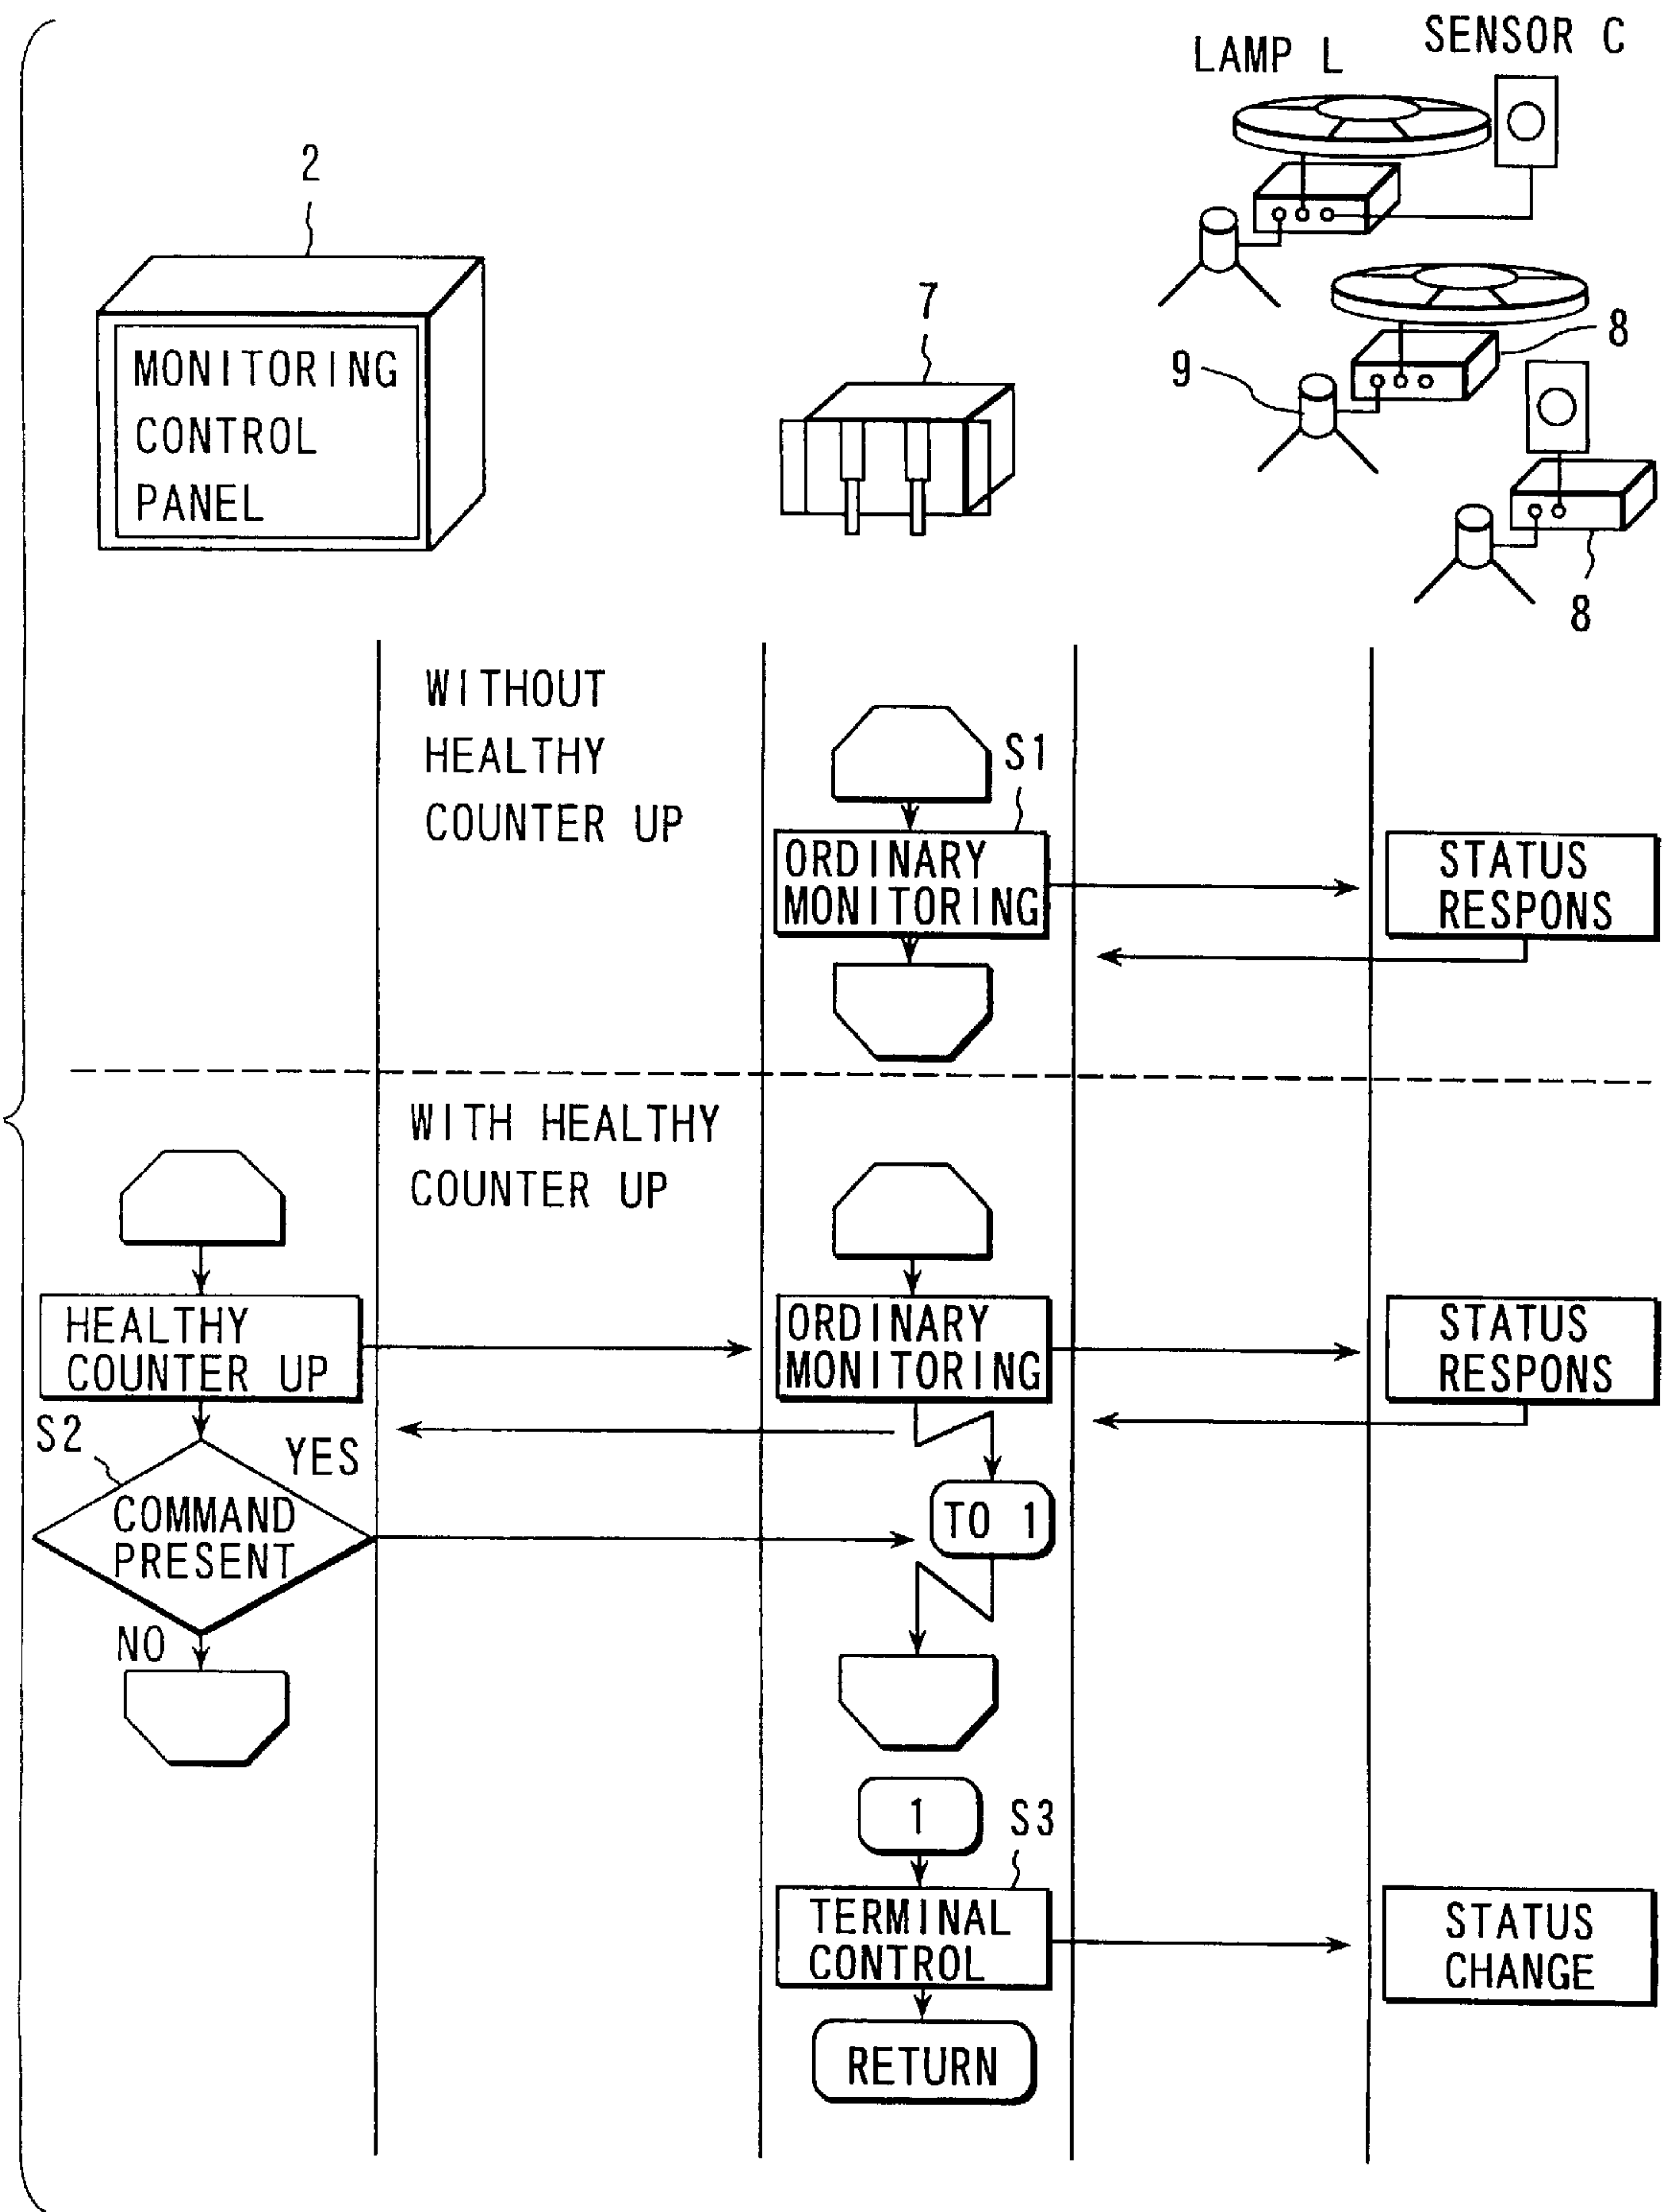 LAMP L
SENSOR C
2
7
8
9
8
MONITORING
CONTROL
PANEL
WITHOUT
HEALTHY
COUNTER UP
S1
ORDINARY
MONITORING
STATUS
RESPONS
WITH HEALTHY
COUNTER UP
HEALTHY
COUNTER UP
ORDINARY
MONITORING
STATUS
RESPONS
S2
YES
COMMAND
PRESENT
TO 1
NO
1
S3
TERMINAL
CONTROL
STATUS
CHANGE
RETURN